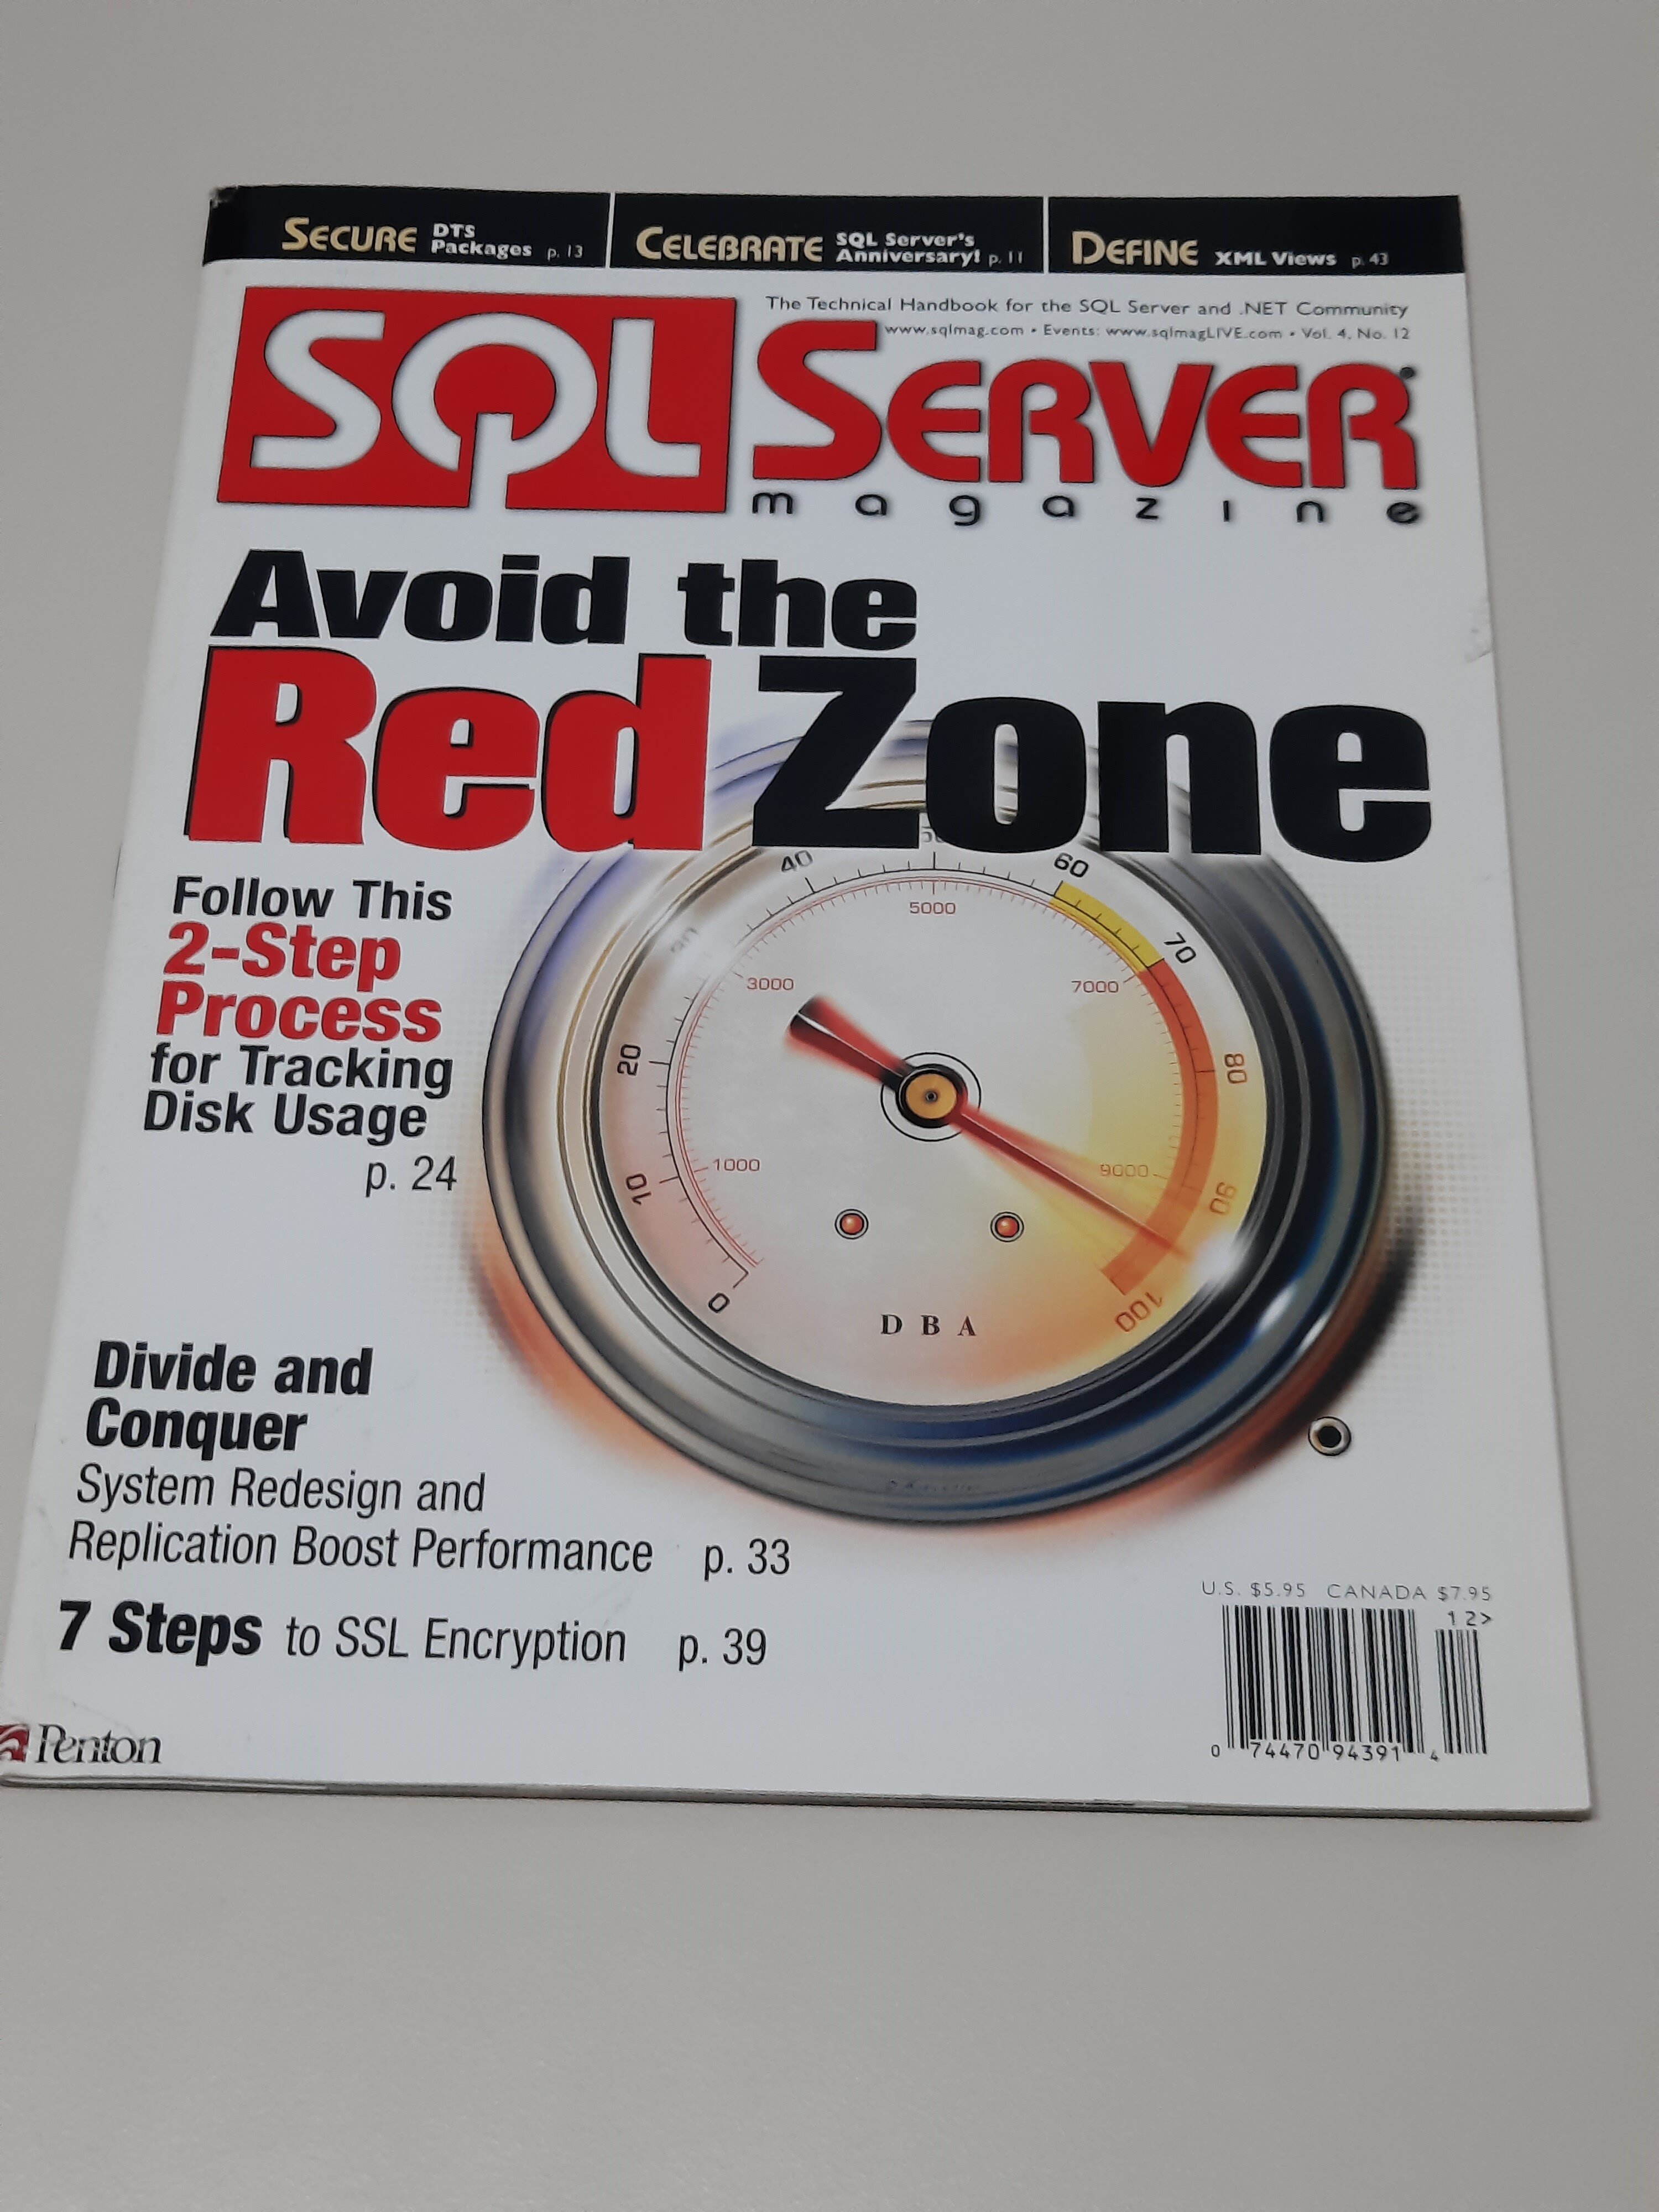 SECURE DTS Packages p. 13
CELEBRATE SQL Server's Anniversary! p. 11
DEFINE XML Views p. 43
The Technical Handbook for the SQL Server and .NET Community
www.sqlmag.com • Events: www.sqlmagLIVE.com • Vol. 4, No. 12
SQL SERVER
magazine
Avoid the
Red Zone
Follow This
2-Step
Process
for Tracking
Disk Usage
p. 24
0
10
20
30
40
60
70
80
90
100
1000
3000
5000
7000
9000
DBA
Divide and
Conquer
System Redesign and
Replication Boost Performance p. 33
7 Steps to SSL Encryption p. 39
Penton
U.S. $5.95 CANADA $7.95
12>
0 74470 94391 4